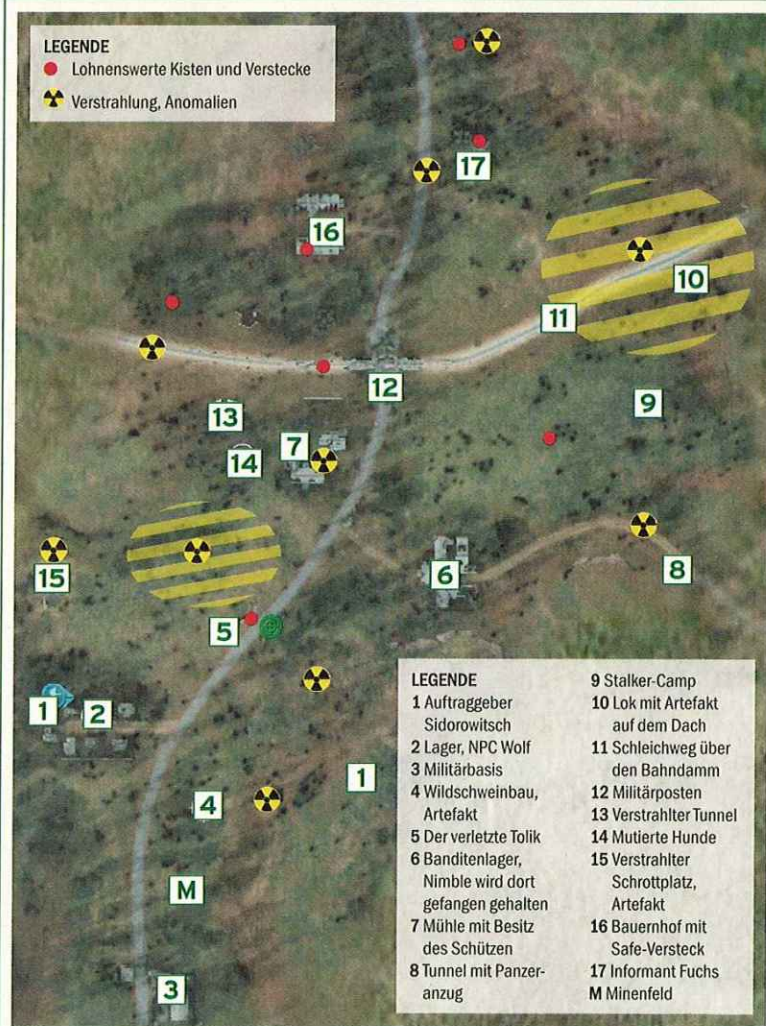 LEGENDE
Lohnenswerte Kisten und Verstecke
Verstrahlung, Anomalien
17
16
10
11
12
9
13
7
14
15
6
8
5
1
2
1
4
M
3
LEGENDE
1 Auftraggeber
Sidorowitsch
2 Lager, NPC Wolf
3 Militärbasis
4 Wildschweinbau,
Artefakt
5 Der verletzte Tolik
6 Banditenlager,
Nimble wird dort
gefangen gehalten
7 Mühle mit Besitz
des Schützen
8 Tunnel mit Panzer-
anzug
9 Stalker-Camp
10 Lok mit Artefakt
auf dem Dach
11 Schleichweg über
den Bahndamm
12 Militärposten
13 Verstrahlter Tunnel
14 Mutierte Hunde
15 Verstrahlter
Schrottplatz,
Artefakt
16 Bauernhof mit
Safe-Versteck
17 Informant Fuchs
M Minenfeld